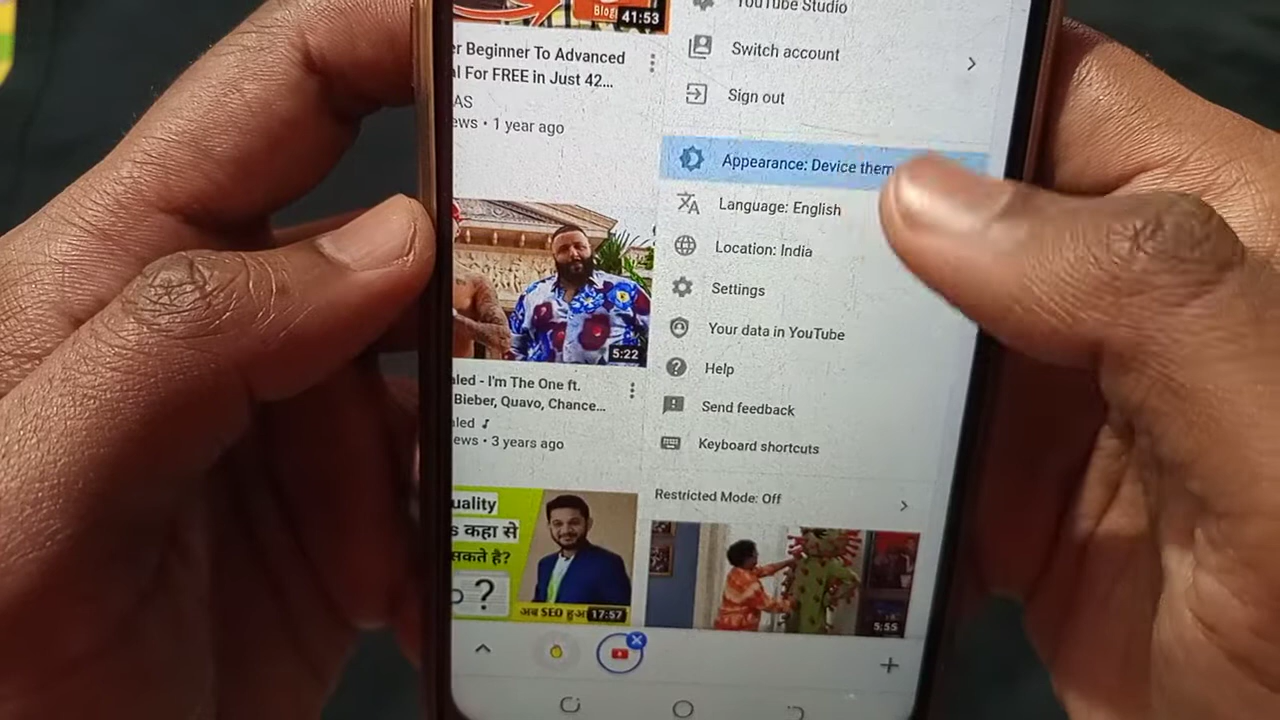 Blog
41:53
er Beginner To Advanced
al For FREE in Just 42...
AS
ews • 1 year ago
5:22
aled - I'm The One ft.
Bieber, Quavo, Chance...
aled
ews • 3 years ago
uality
s कहा से
सकते है?
?
अब SEO हुआ
17:57
YouTube Studio
Switch account
Sign out
Appearance: Device them
Language: English
Location: India
Settings
Your data in YouTube
Help
Send feedback
Keyboard shortcuts
Restricted Mode: Off
5:55